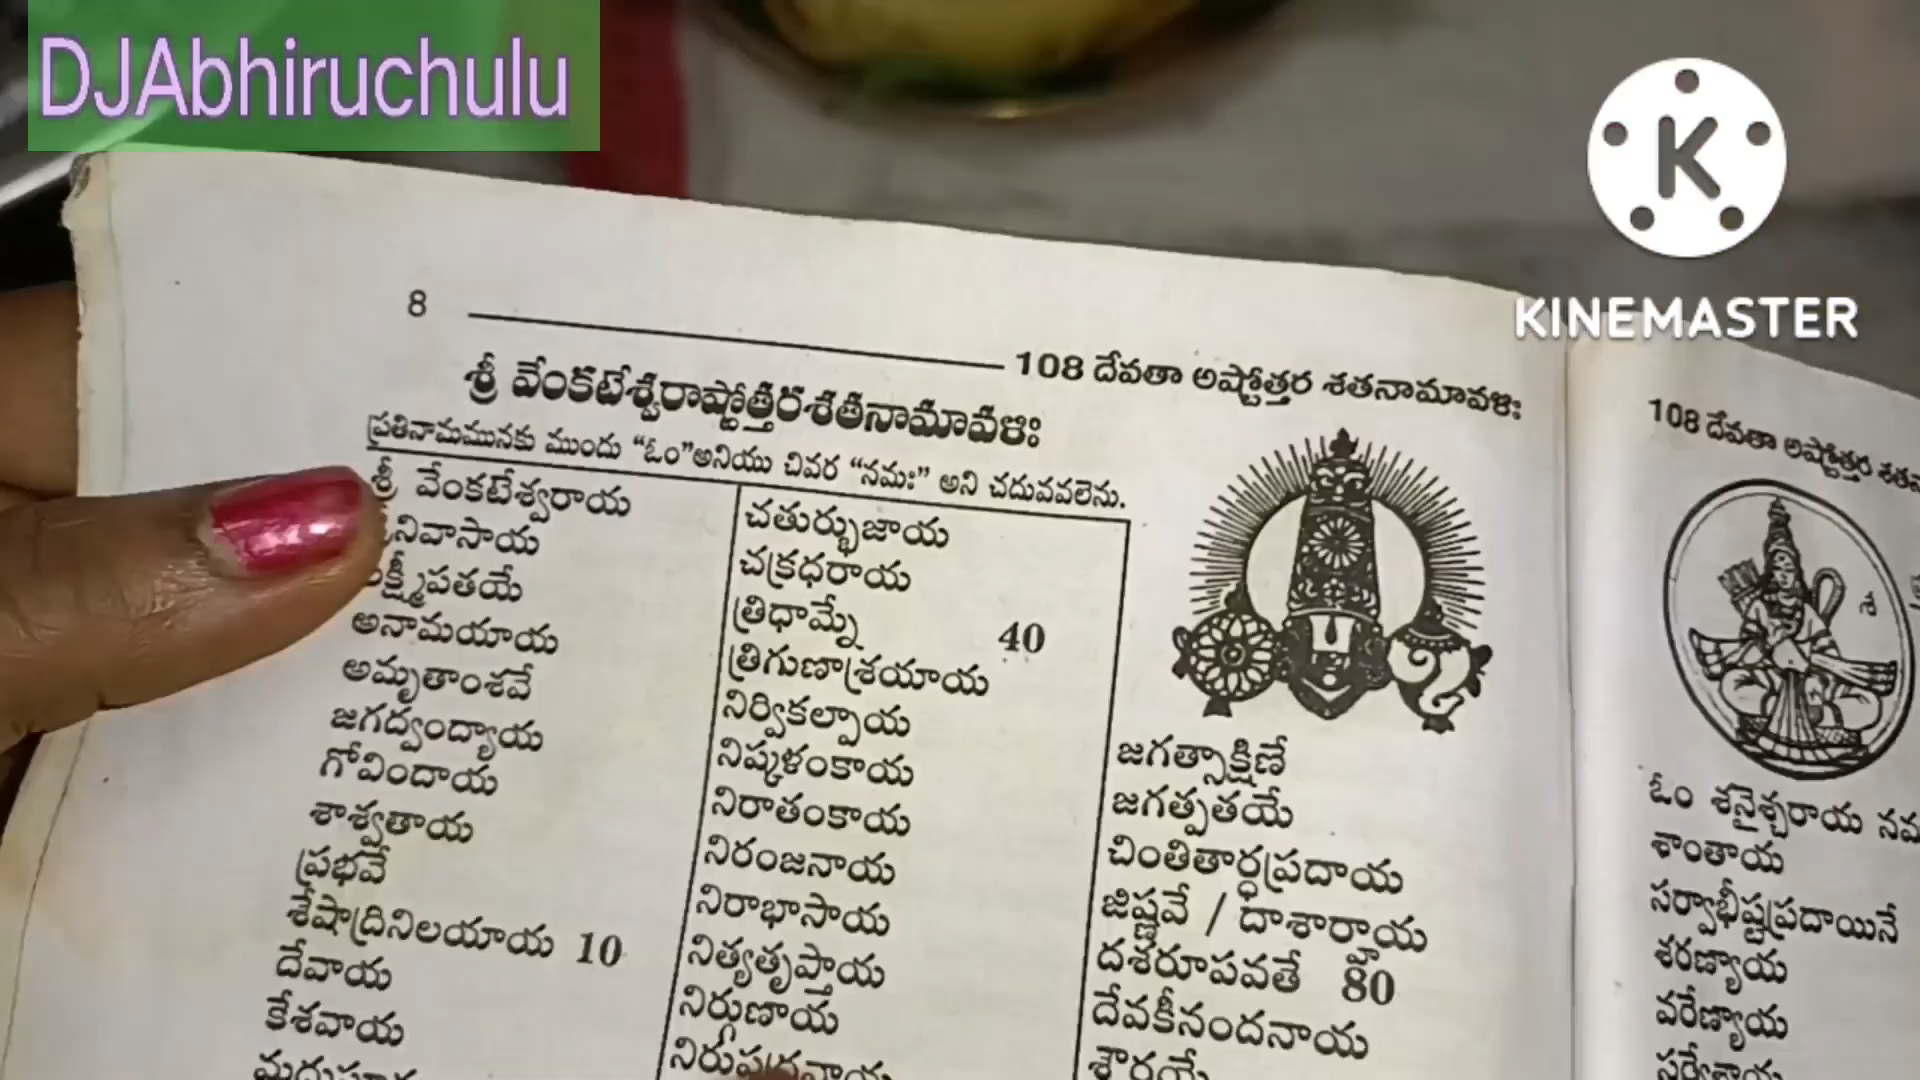 DJAbhiruchulu
K
KINEMASTER
8
108 దేవతా అష్టోత్తర శతనామావళిః
శ్రీ వేంకటేశ్వరాష్టోత్తరశతనామావళిః
ప్రతినామమునకు ముందు “ఓం”అనియు చివర “నమః” అని చదువవలెను.
శ్రీ వేంకటేశ్వరాయ
అనామయాయ
అమృతాంశవే
జగద్వంద్యాయ
గోవిందాయ
శాశ్వతాయ
ప్రభవే
శేషాద్రినిలయాయ 10
దేవాయ
కేశవాయ
చతుర్భుజాయ
చక్రధరాయ
త్రిధామ్నే 40
త్రిగుణాశ్రయాయ
నిర్వికల్పాయ
నిష్కళంకాయ
నిరాతంకాయ
నిరంజనాయ
నిరాభాసాయ
నిత్యతృప్తాయ
నిర్గుణాయ
జగత్సాక్షిణే
జగత్పతయే
చింతితార్ధప్రదాయ
జిష్ణవే / దాశార్హాయ
దశరూపవతే 80
దేవకీనందనాయ
శౌరయే
108 దేవతా అష్టోత్తర
ఓం శనైశ్చరాయ
శాంతాయ
సర్వాభీష్టప్రదాయినే
శరణ్యాయ
వరేణ్యాయ